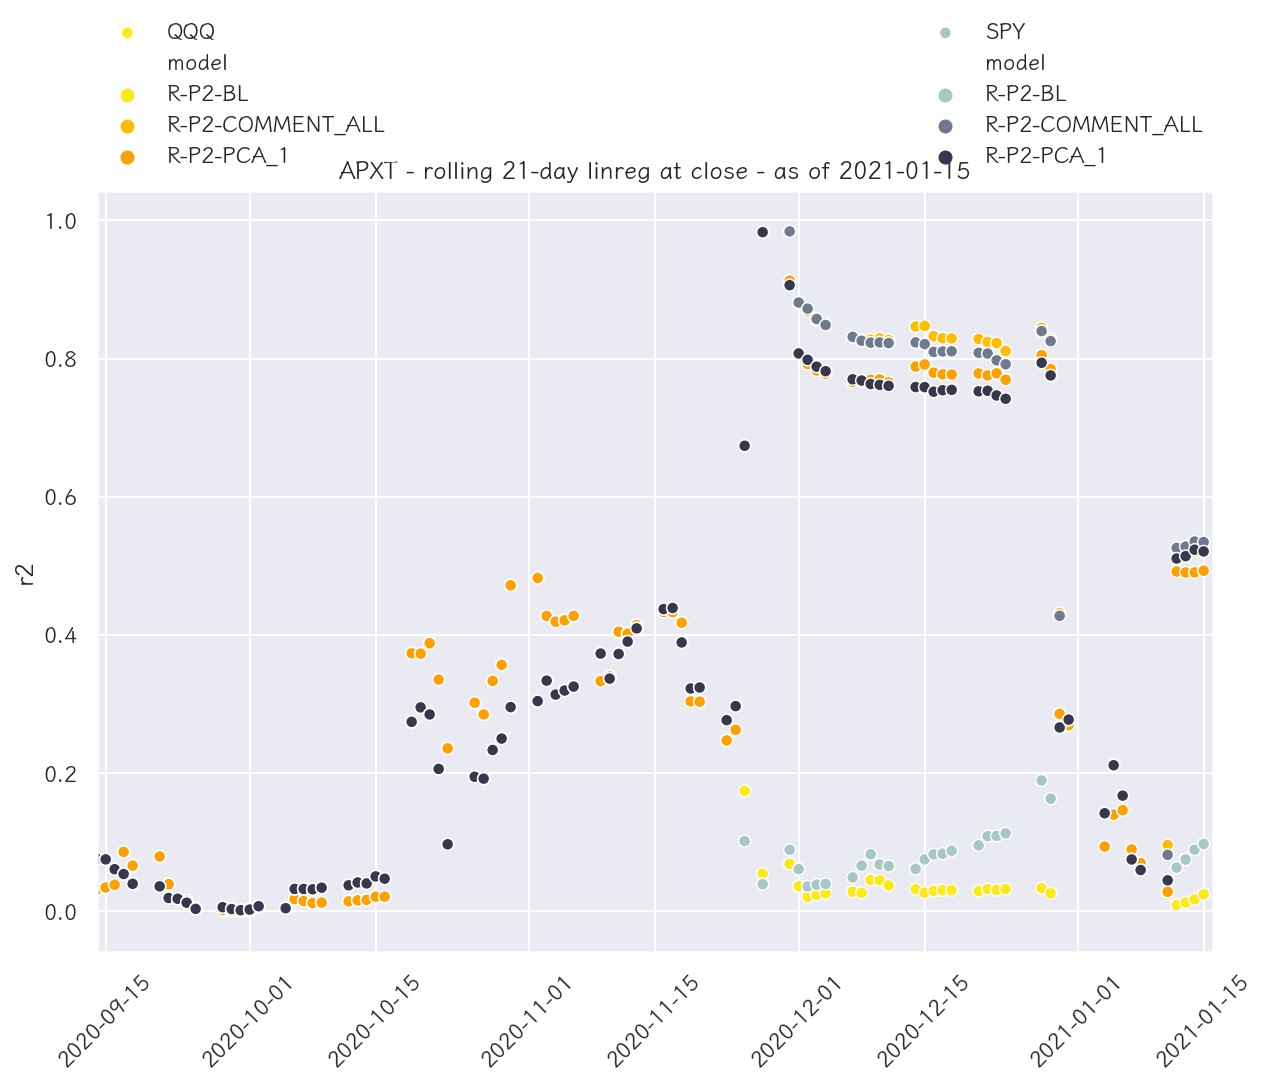 QQQ
model
R-P2-BL
R-P2-COMMENT_ALL
R-P2-PCA_1
SPY
model
R-P2-BL
R-P2-COMMENT_ALL
R-P2-PCA_1
APXT - rolling 21-day linreg at close - as of 2021-01-15
1.0
0.8
0.6
0.4
0.2
0.0
r2
2020-09-15
2020-10-01
2020-10-15
2020-11-01
2020-11-15
2020-12-01
2020-12-15
2021-01-01
2021-01-15